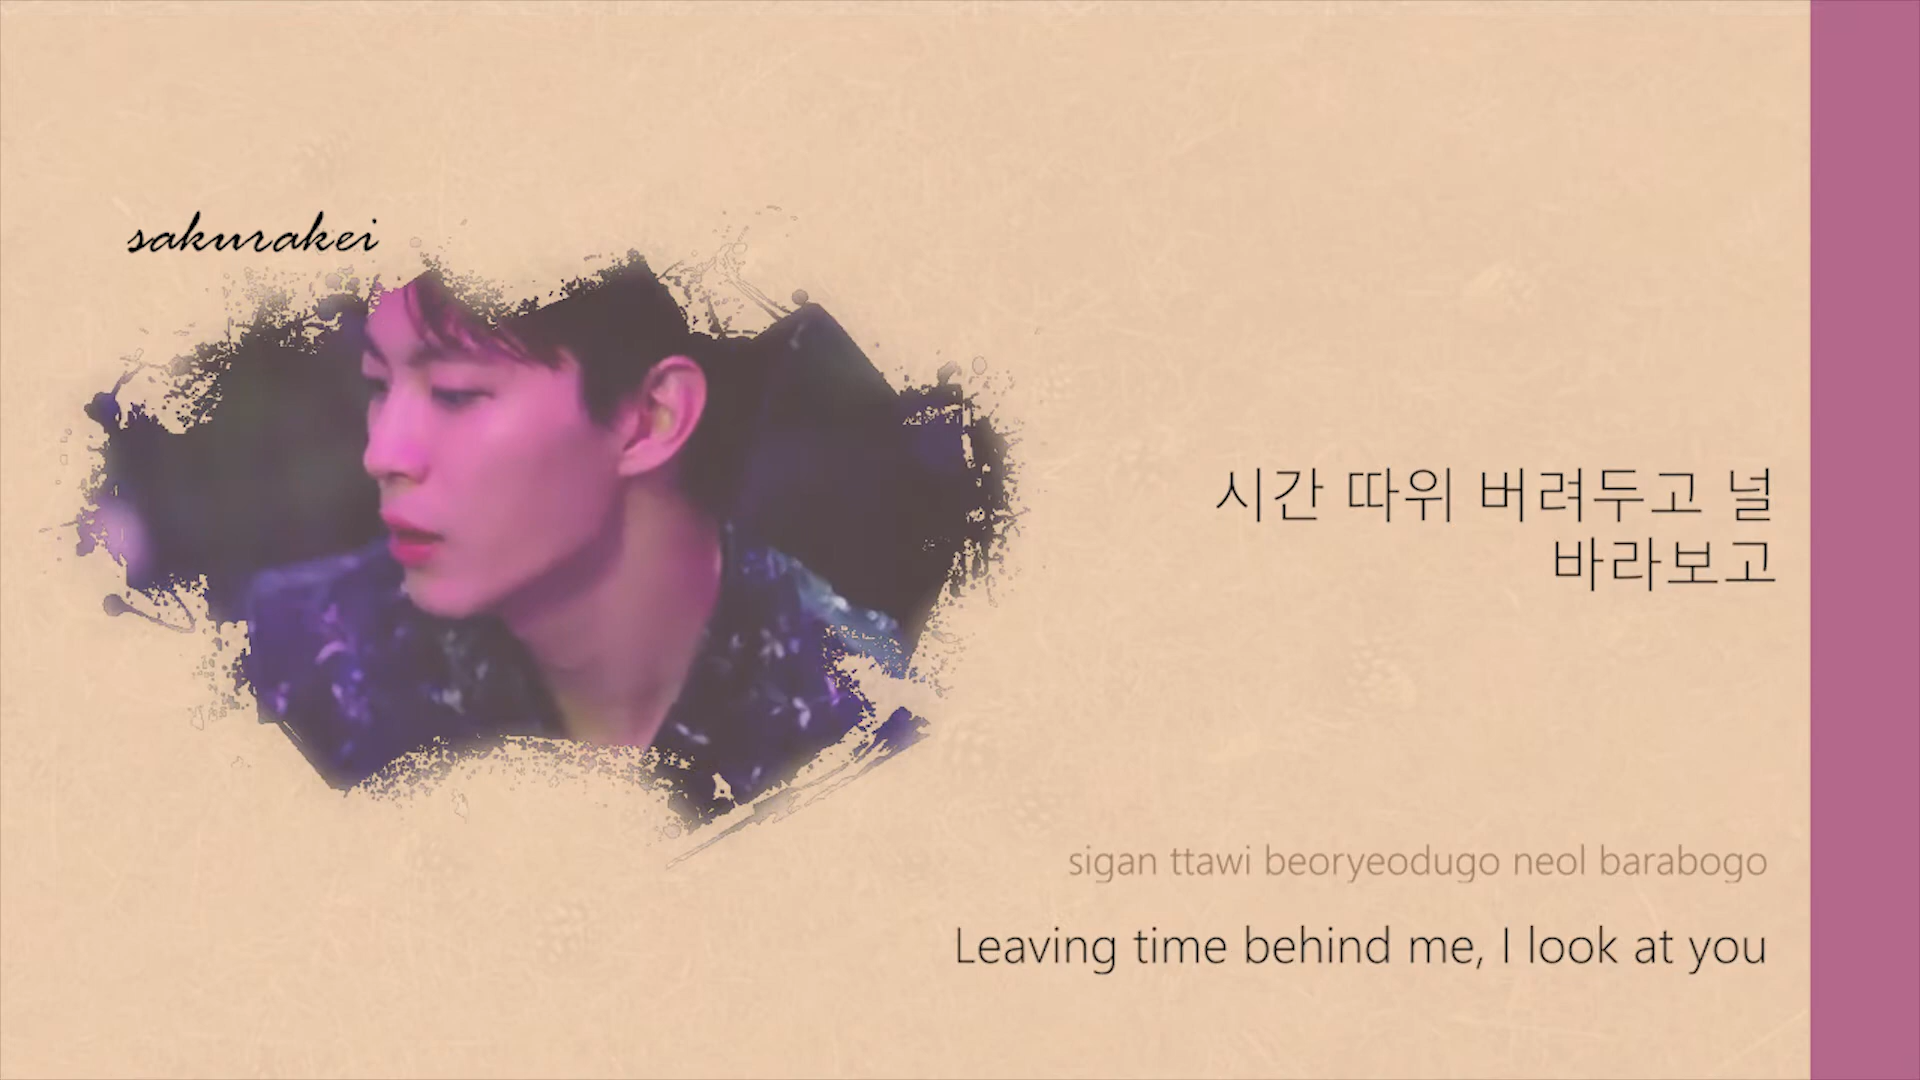 sakurakei
시간 따위 버려두고 널
바라보고
sigan ttawi beoryeodugo neol barabogo
Leaving time behind me, I look at you